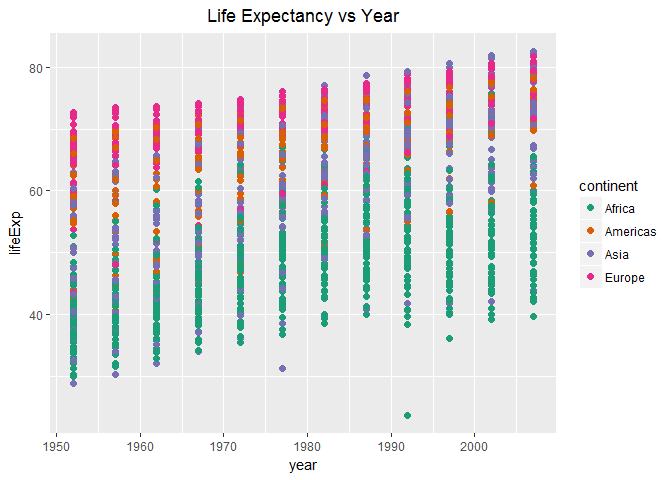 Life Expectancy vs Year
lifeExp
80
60
40
1950
1960
1970
1980
1990
2000
year
continent
Africa
Americas
Asia
Europe